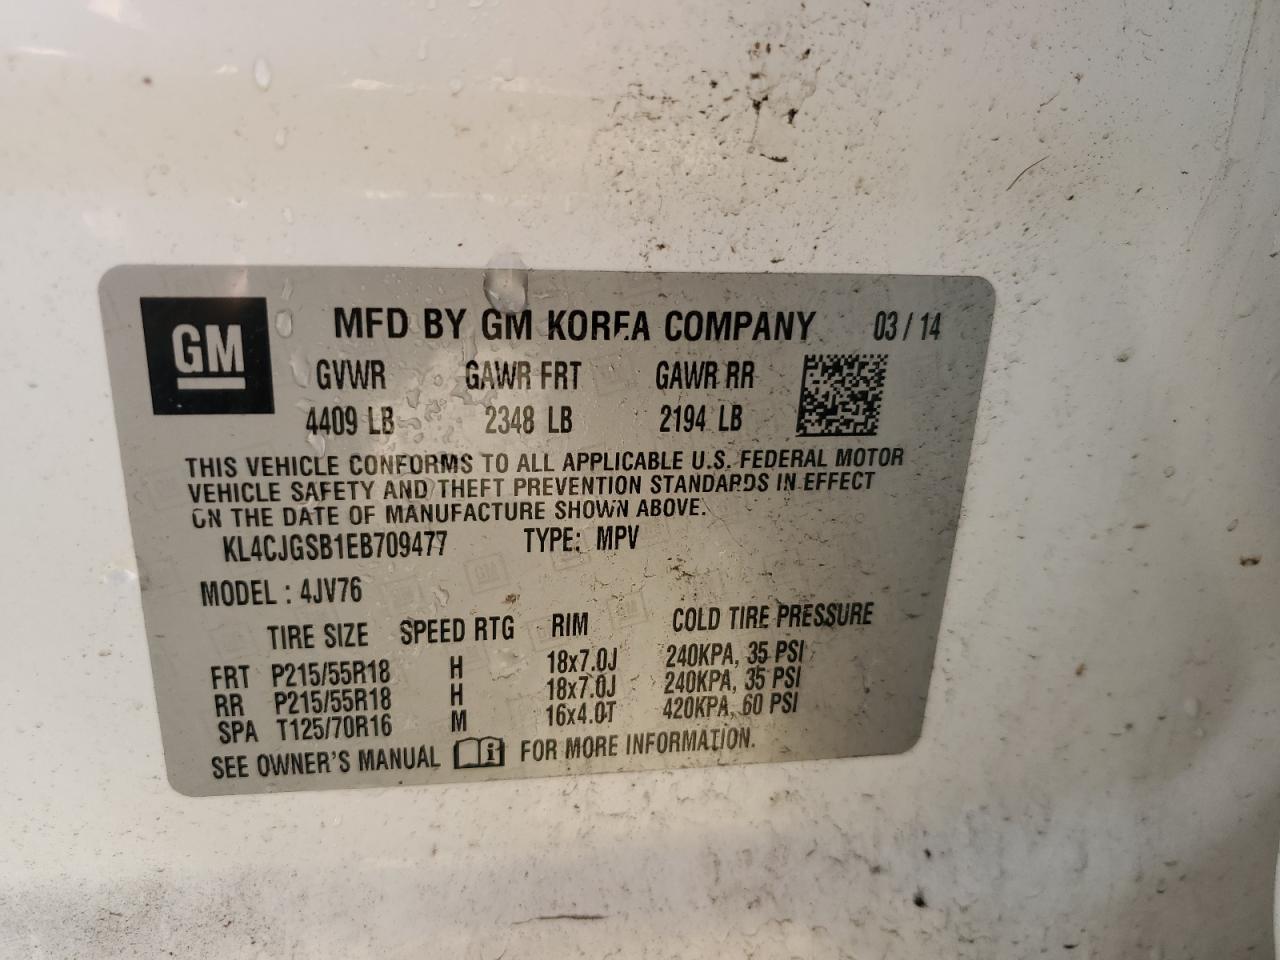 GM
MFD BY GM KOREA COMPANY 03 / 14
GVWR GAWR FRT GAWR RR
4409 LB 2348 LB 2194 LB
THIS VEHICLE CONFORMS TO ALL APPLICABLE U.S. FEDERAL MOTOR
VEHICLE SAFETY AND THEFT PREVENTION STANDARDS IN EFFECT
ON THE DATE OF MANUFACTURE SHOWN ABOVE.
KL4CJGSB1EB709477 TYPE: MPV
MODEL : 4JV76
TIRE SIZE SPEED RTG RIM COLD TIRE PRESSURE
FRT P215/55R18 H 18x7.0J 240KPA, 35 PSI
RR P215/55R18 H 18x7.0J 240KPA, 35 PSI
SPA T125/70R16 M 16x4.0T 420KPA, 60 PSI
SEE OWNER'S MANUAL FOR MORE INFORMATION.